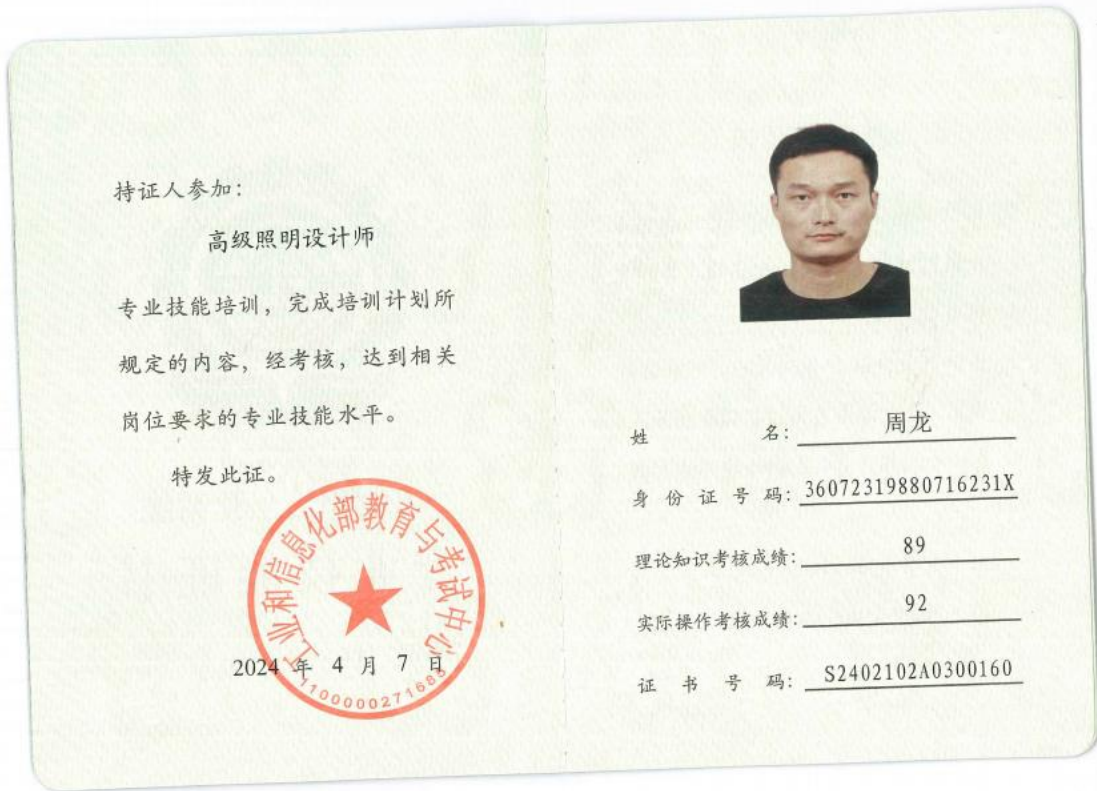 持证人参加：
高级照明设计师
专业技能培训，完成培训计划所
规定的内容，经考核，达到相关
岗位要求的专业技能水平。
特发此证。
工业和信息化部教育与考试中心
2024 年 4 月 7 日
1100000271683
姓名：周龙
身份证号码：36072319880716231X
理论知识考核成绩：89
实际操作考核成绩：92
证书号码：S2402102A0300160